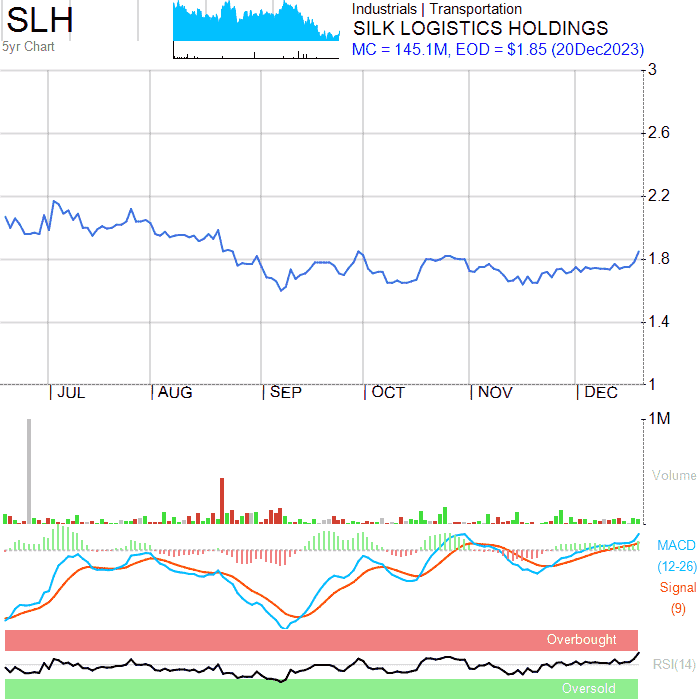 SLH
5yr Chart
Industrials | Transportation
SILK LOGISTICS HOLDINGS
MC = 145.1M, EOD = $1.85 (20Dec2023)
3
2.6
2.2
1.8
1.4
1
JUL AUG SEP OCT NOV DEC
1M
Volume
MACD
(12-26)
Signal
(9)
Overbought
RSI(14)
Oversold